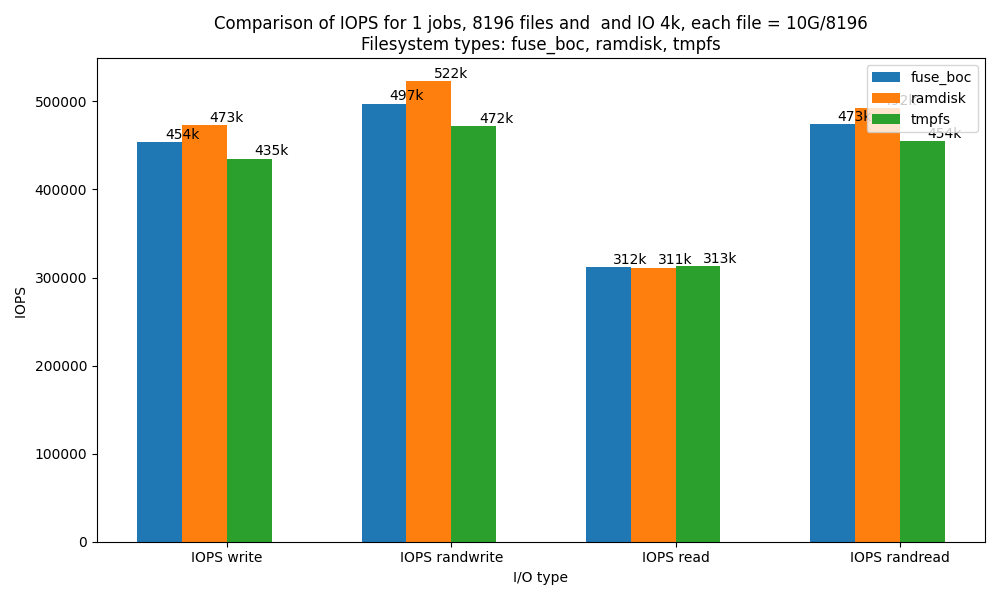 Comparison of IOPS for 1 jobs, 8196 files and  and IO 4k, each file = 10G/8196
Filesystem types: fuse_boc, ramdisk, tmpfs
IOPS
500000
400000
300000
200000
100000
0
454k
473k
435k
497k
522k
472k
312k
311k
313k
473k
454k
fuse_boc
ramdisk
tmpfs
IOPS write
IOPS randwrite
IOPS read
IOPS randread
I/O type